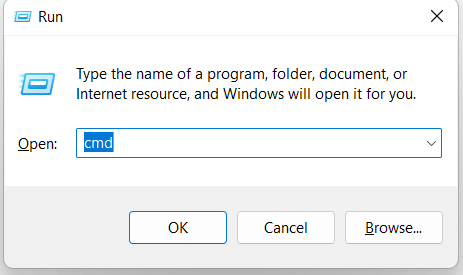 Run
Type the name of a program, folder, document, or
Internet resource, and Windows will open it for you.
Open: cmd
OK Cancel Browse...